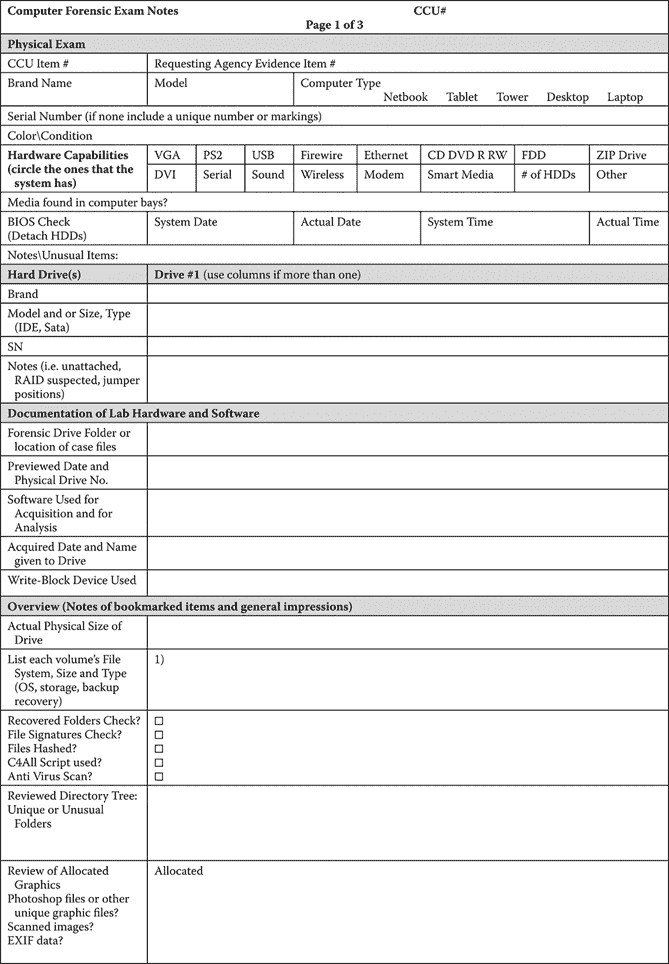 Computer Forensic Exam Notes CCU#
Page 1 of 3
Physical Exam
CCU Item # Requesting Agency Evidence Item #
Brand Name Model Computer Type
Netbook Tablet Tower Desktop Laptop
Serial Number (if none include a unique number or markings)
Color\Condition
Hardware Capabilities (circle the ones that the system has)
VGA PS2 USB Firewire Ethernet CD DVD R RW FDD ZIP Drive
DVI Serial Sound Wireless Modem Smart Media # of HDDs Other
Media found in computer bays?
BIOS Check System Date Actual Date System Time Actual Time
(Detach HDDs)
Notes\Unusual Items:
Hard Drive(s) Drive #1 (use columns if more than one)
Brand
Model and or Size, Type
(IDE, Sata)
SN
Notes (i.e. unattached,
RAID suspected, jumper
positions)
Documentation of Lab Hardware and Software
Forensic Drive Folder or
location of case files
Previewed Date and
Physical Drive No.
Software Used for
Acquisition and for
Analysis
Acquired Date and Name
given to Drive
Write-Block Device Used
Overview (Notes of bookmarked items and general impressions)
Actual Physical Size of
Drive
List each volume's File 1)
System, Size and Type
(OS, storage, backup
recovery)
Recovered Folders Check? ☐
File Signatures Check? ☐
Files Hashed? ☐
C4All Script used? ☐
Anti Virus Scan? ☐
Reviewed Directory Tree:
Unique or Unusual
Folders
Review of Allocated Allocated
Graphics
Photoshop files or other
unique graphic files?
Scanned images?
EXIF data?